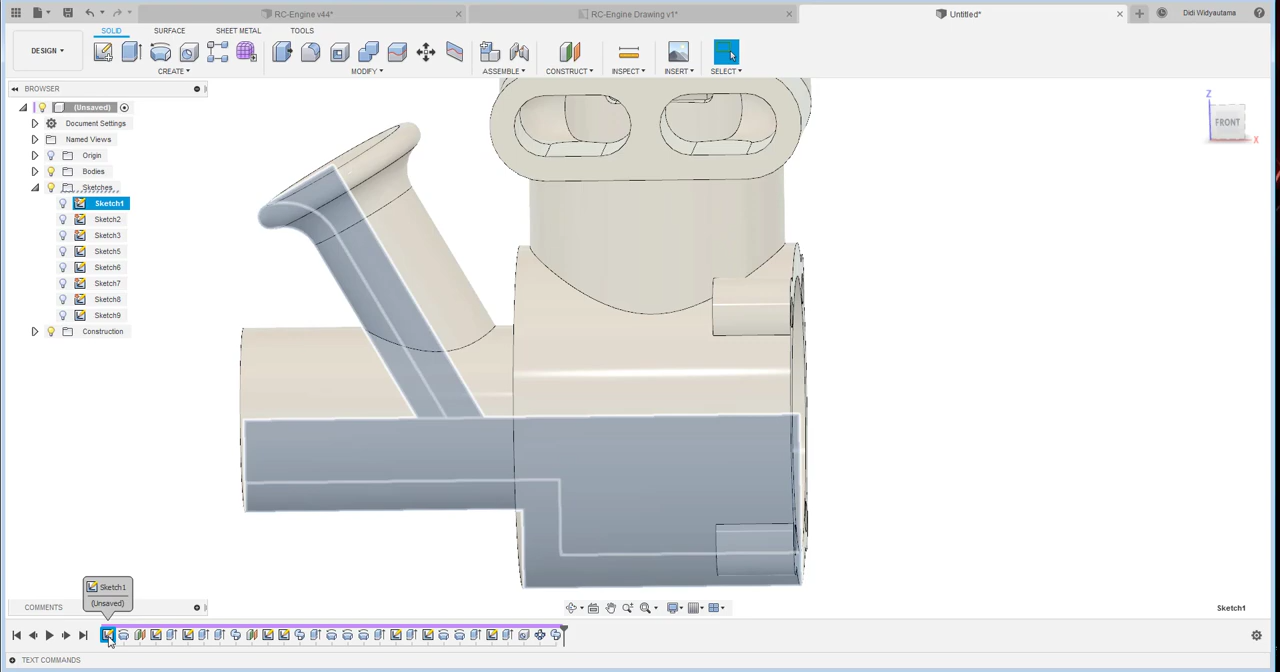 RC-Engine v44*
RC-Engine Drawing v1*
Untitled*
Didi Widyautama
SOLID
SURFACE
SHEET METAL
TOOLS
DESIGN
CREATE
MODIFY
ASSEMBLE
CONSTRUCT
INSPECT
INSERT
SELECT
BROWSER
(Unsaved)
Document Settings
Named Views
Origin
Bodies
Sketches
Sketch1
Sketch2
Sketch3
Sketch5
Sketch6
Sketch7
Sketch8
Sketch9
Construction
Z
FRONT
X
Sketch1
(Unsaved)
COMMENTS
Sketch1
TEXT COMMANDS